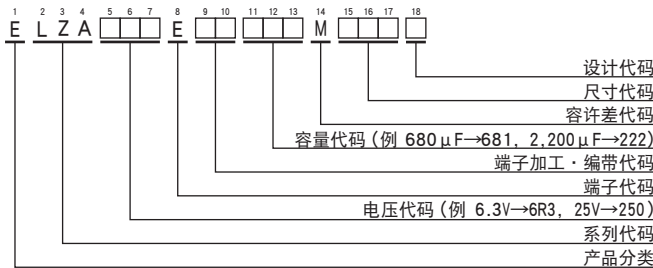 1 2 3 4 5 6 7 8 9 10 11 12 13 14 15 16 17 18
E L Z A □□□ E □□ □□□ M □□□ □
设计代码
尺寸代码
容许差代码
容量代码(例 680μF→681, 2,200μF→222)
端子加工・编带代码
端子代码
电压代码(例 6.3V→6R3, 25V→250)
系列代码
产品分类